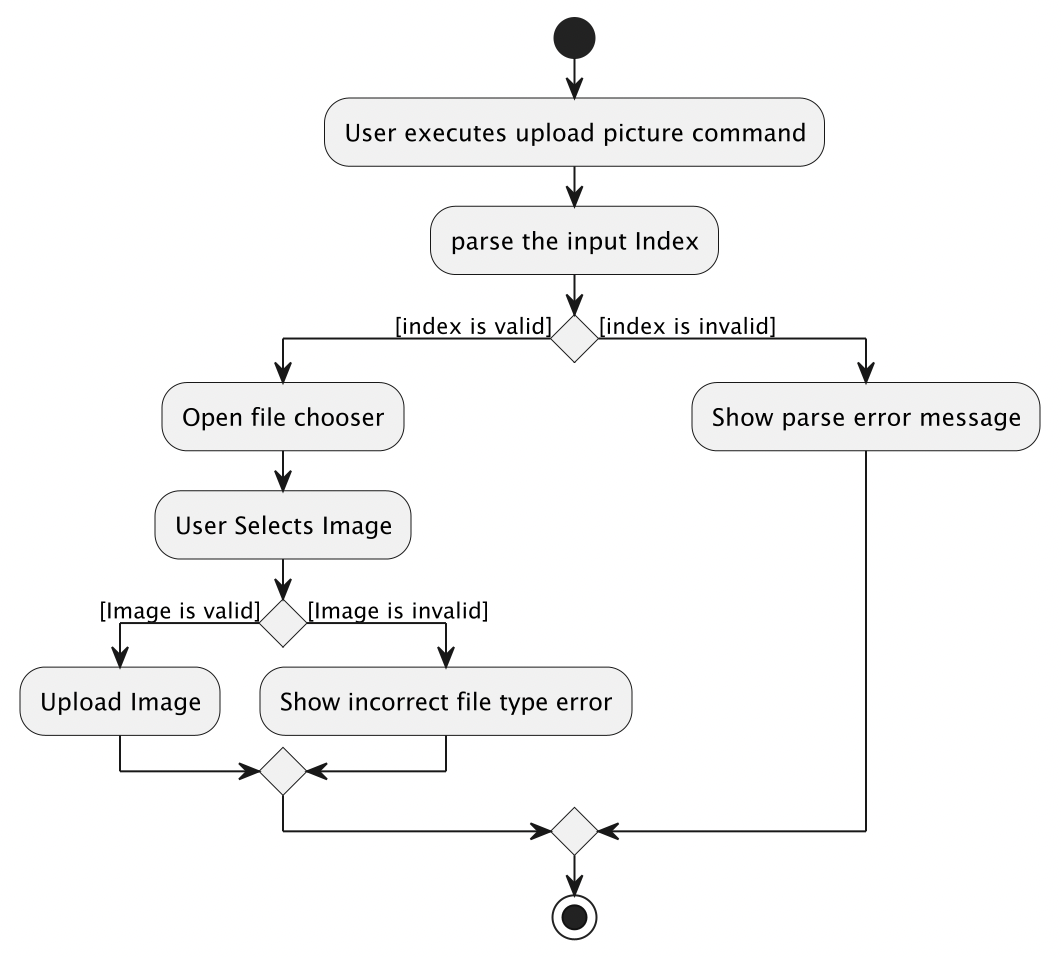 User executes upload picture command
parse the input Index
[index is valid]
[index is invalid]
Open file chooser
Show parse error message
User Selects Image
[Image is valid]
[Image is invalid]
Upload Image
Show incorrect file type error